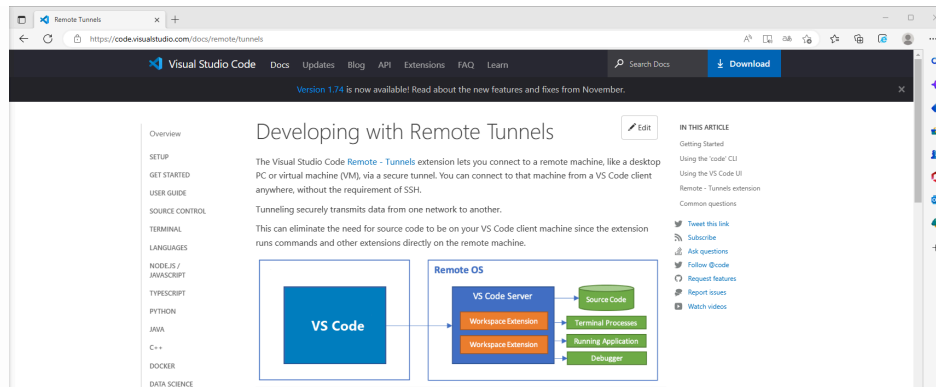 Remote Tunnels
https://code.visualstudio.com/docs/remote/tunnels
Visual Studio Code Docs Updates Blog API Extensions FAQ Learn Search Docs Download
Version 1.74 is now available! Read about the new features and fixes from November.
Overview
SETUP
GET STARTED
USER GUIDE
SOURCE CONTROL
TERMINAL
LANGUAGES
NODE.JS /
JAVASCRIPT
TYPESCRIPT
PYTHON
JAVA
C++
DOCKER
DATA SCIENCE
Developing with Remote Tunnels
Edit
The Visual Studio Code Remote - Tunnels extension lets you connect to a remote machine, like a desktop
PC or virtual machine (VM), via a secure tunnel. You can connect to that machine from a VS Code client
anywhere, without the requirement of SSH.
Tunneling securely transmits data from one network to another.
This can eliminate the need for source code to be on your VS Code client machine since the extension
runs commands and other extensions directly on the remote machine.
VS Code
Remote OS
VS Code Server
Workspace Extension
Workspace Extension
Source Code
Terminal Processes
Running Application
Debugger
IN THIS ARTICLE
Getting Started
Using the 'code' CLI
Using the VS Code UI
Remote - Tunnels extension
Common questions
Tweet this link
Subscribe
Ask questions
Follow @code
Request features
Report issues
Watch videos